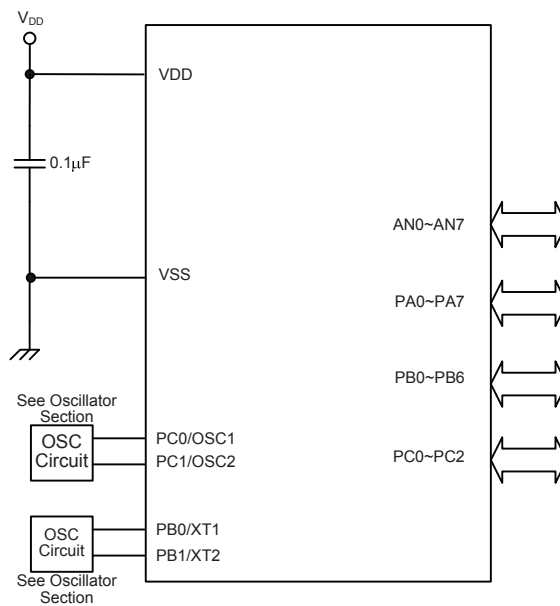 VDD
VDD
0.1μF
AN0~AN7
VSS
PA0~PA7
PB0~PB6
See Oscillator
Section
OSC
Circuit
PC0/OSC1
PC1/OSC2
PC0~PC2
OSC
Circuit
PB0/XT1
PB1/XT2
See Oscillator
Section